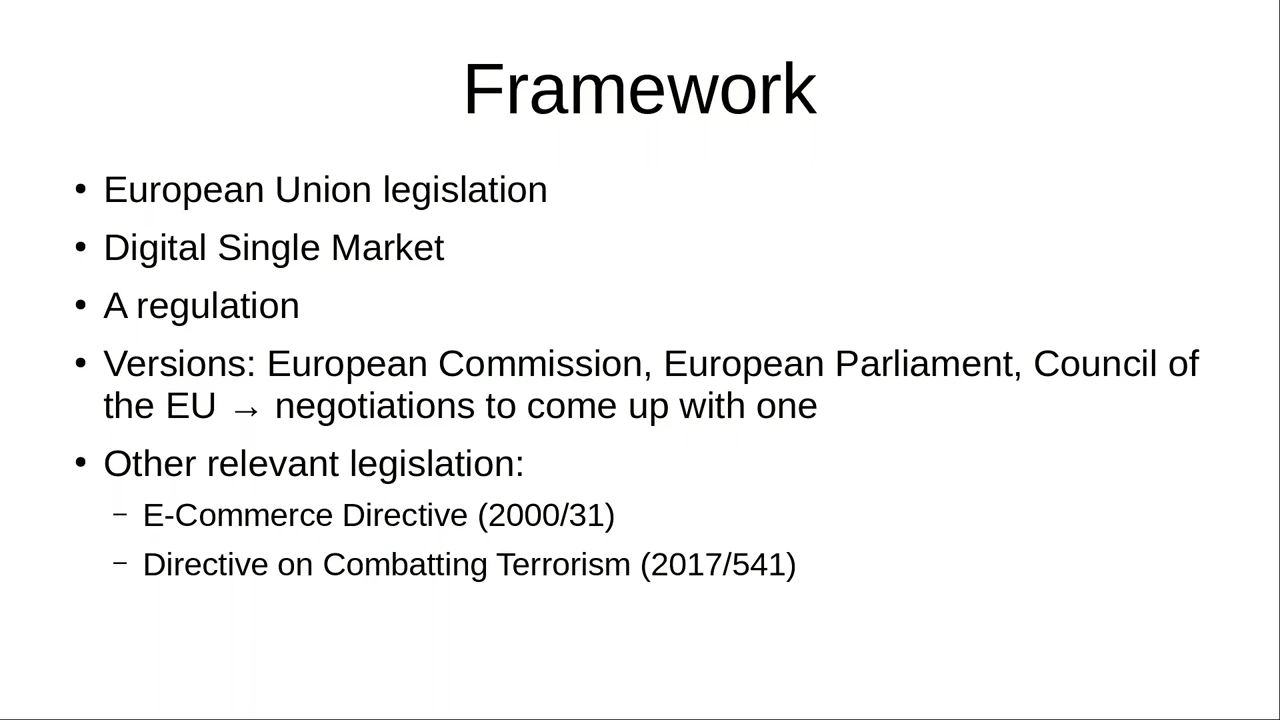 Framework
• European Union legislation
• Digital Single Market
• A regulation
• Versions: European Commission, European Parliament, Council of
the EU → negotiations to come up with one
• Other relevant legislation:
– E-Commerce Directive (2000/31)
– Directive on Combatting Terrorism (2017/541)